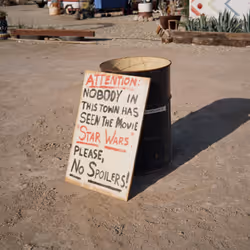 ATTENTION:
NOBODY IN
THIS TOWN HAS
SEEN THE MOVIE
"STAR WARS"
PLEASE,
NO SPOILERS!